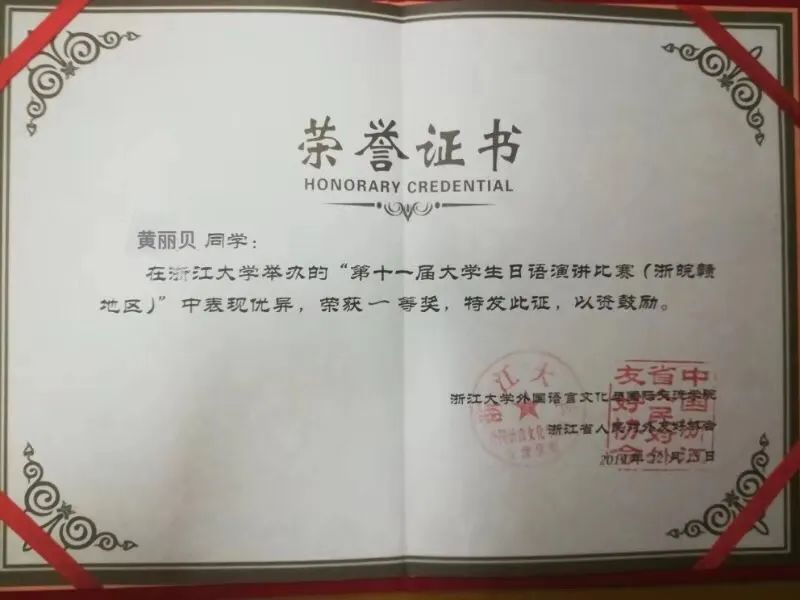 荣誉证书
HONORARY CREDENTIAL
黄丽贝 同学：
在浙江大学举办的“第十一届大学生日语演讲比赛（浙皖赣
地区）”中表现优异，荣获一等奖，特发此证，以资鼓励。
浙江大学外国语言文化与国际交流学院
浙江省人民对外友好协会
年12月